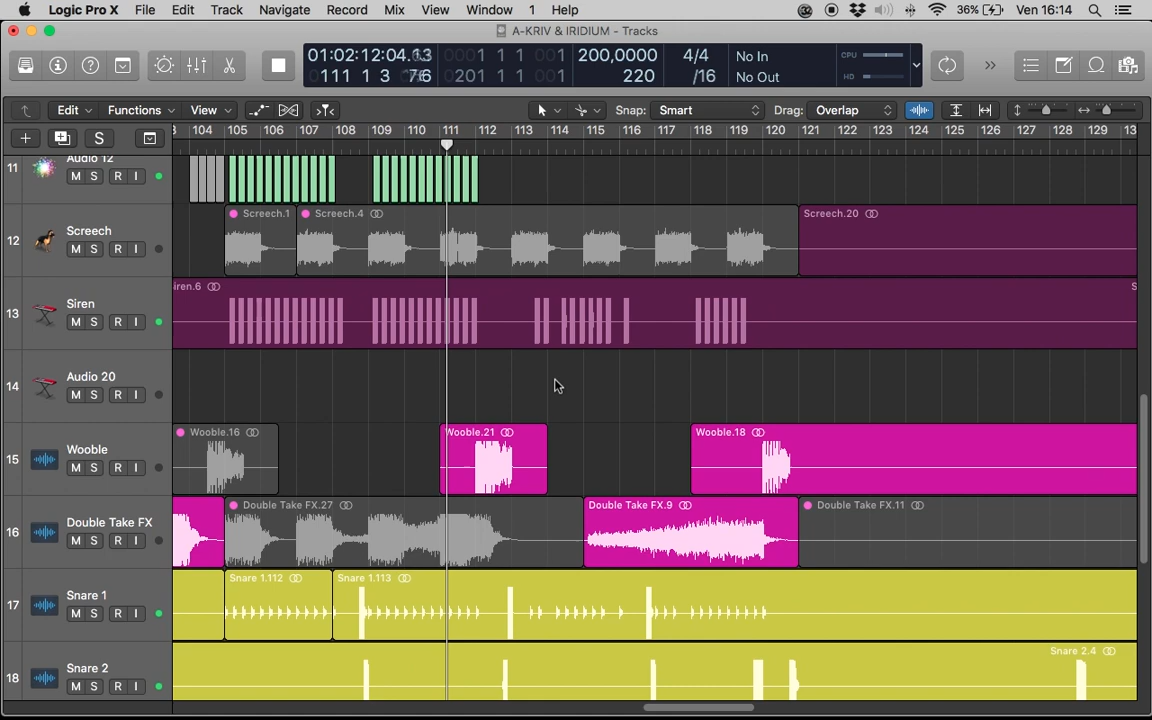 Logic Pro X File Edit Track Navigate Record Mix View Window 1 Help 36% Ven 16:14
A-KRIV & IRIDIUM - Tracks
01:02:12:04.63 0001 1 1 001 200,0000 4/4 No In CPU
0111 1 3 76 0201 1 1 001 220 /16 No Out HD
Edit Functions View Snap: Smart Drag: Overlap
S 104 105 106 107 108 109 110 111 112 113 114 115 116 117 118 119 120 121 122 123 124 125 126 127 128 129 13
11 Audio 12
M S R I
12 Screech Screech.1 Screech.4 Screech.20
M S R I
13 Siren Siren.6 S
M S R I
14 Audio 20
M S R I
15 Wooble Wooble.16 Wooble.21 Wooble.18
M S R I
16 Double Take FX Double Take FX.27 Double Take FX.9 Double Take FX.11
M S R I
17 Snare 1 Snare 1.112 Snare 1.113
M S R I
18 Snare 2 Snare 2.4
M S R I